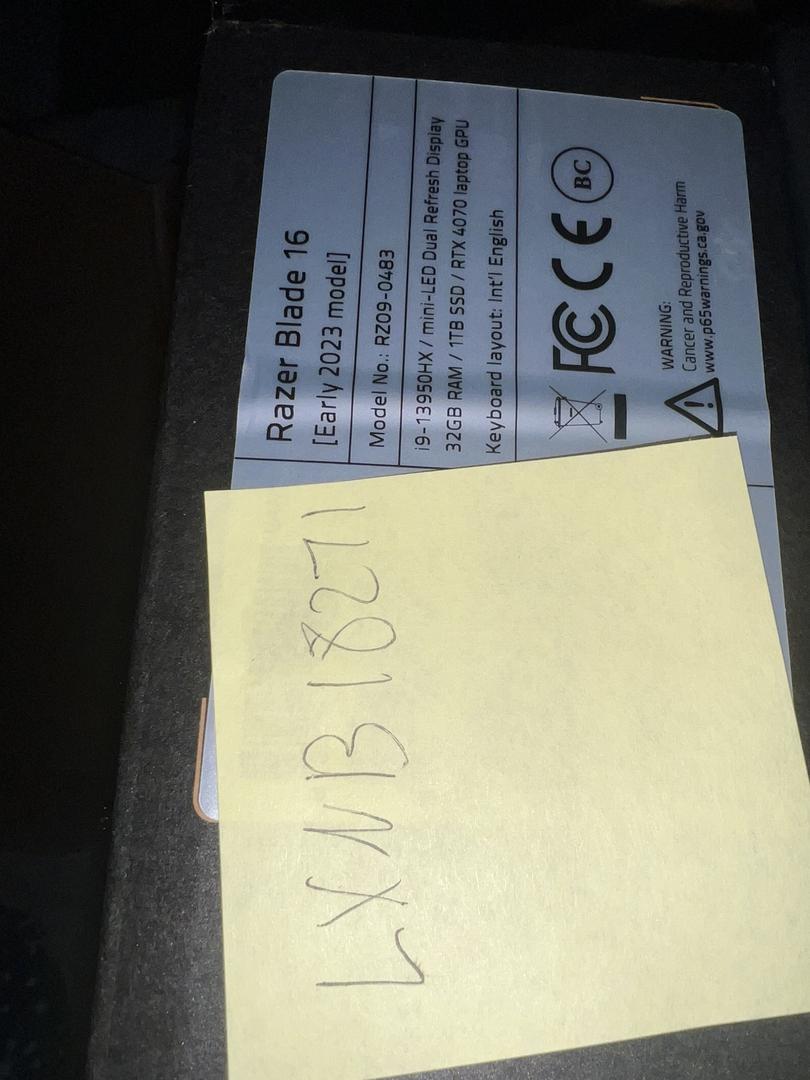 Razer Blade 16
[Early 2023 model]
Model No.: RZ09-0483
i9-13950HX / mini-LED Dual Refresh Display
32GB RAM / 1TB SSD / RTX 4070 laptop GPU
Keyboard layout: Int'l English
FC CE BC
WARNING:
Cancer and Reproductive Harm
www.p65warnings.ca.gov
LXNB18271